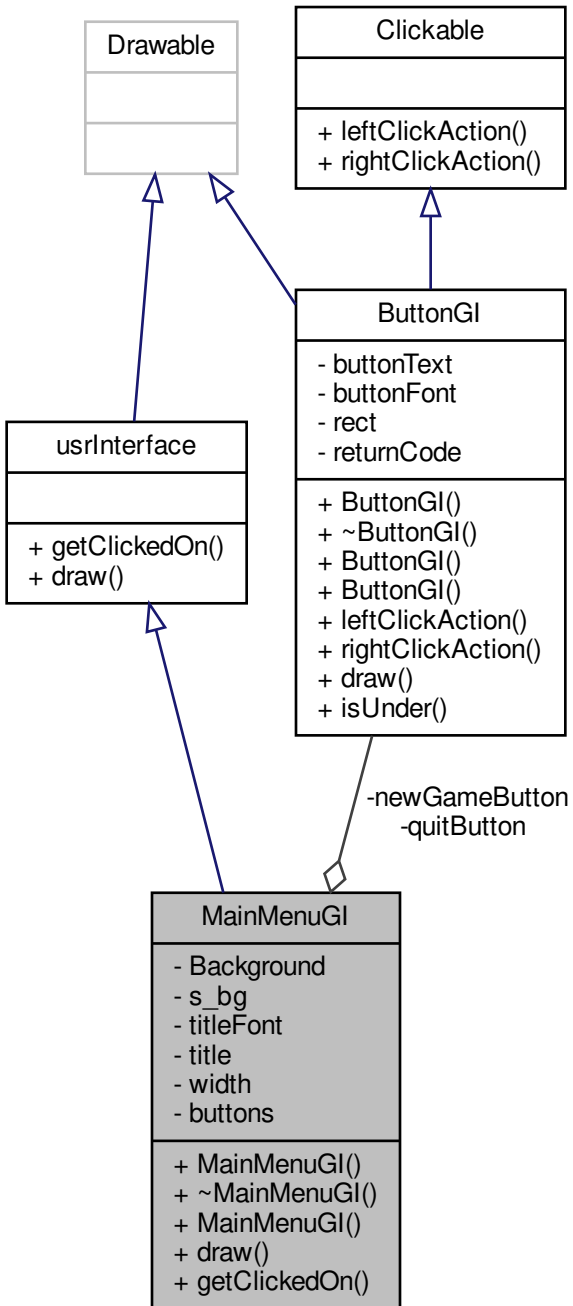 Drawable
Clickable
+ leftClickAction()
+ rightClickAction()
ButtonGI
- buttonText
- buttonFont
- rect
- returnCode
+ ButtonGI()
+ ~ButtonGI()
+ ButtonGI()
+ ButtonGI()
+ leftClickAction()
+ rightClickAction()
+ draw()
+ isUnder()
usrInterface
+ getClickedOn()
+ draw()
-newGameButton
-quitButton
MainMenuGI
- Background
- s_bg
- titleFont
- title
- width
- buttons
+ MainMenuGI()
+ ~MainMenuGI()
+ MainMenuGI()
+ draw()
+ getClickedOn()